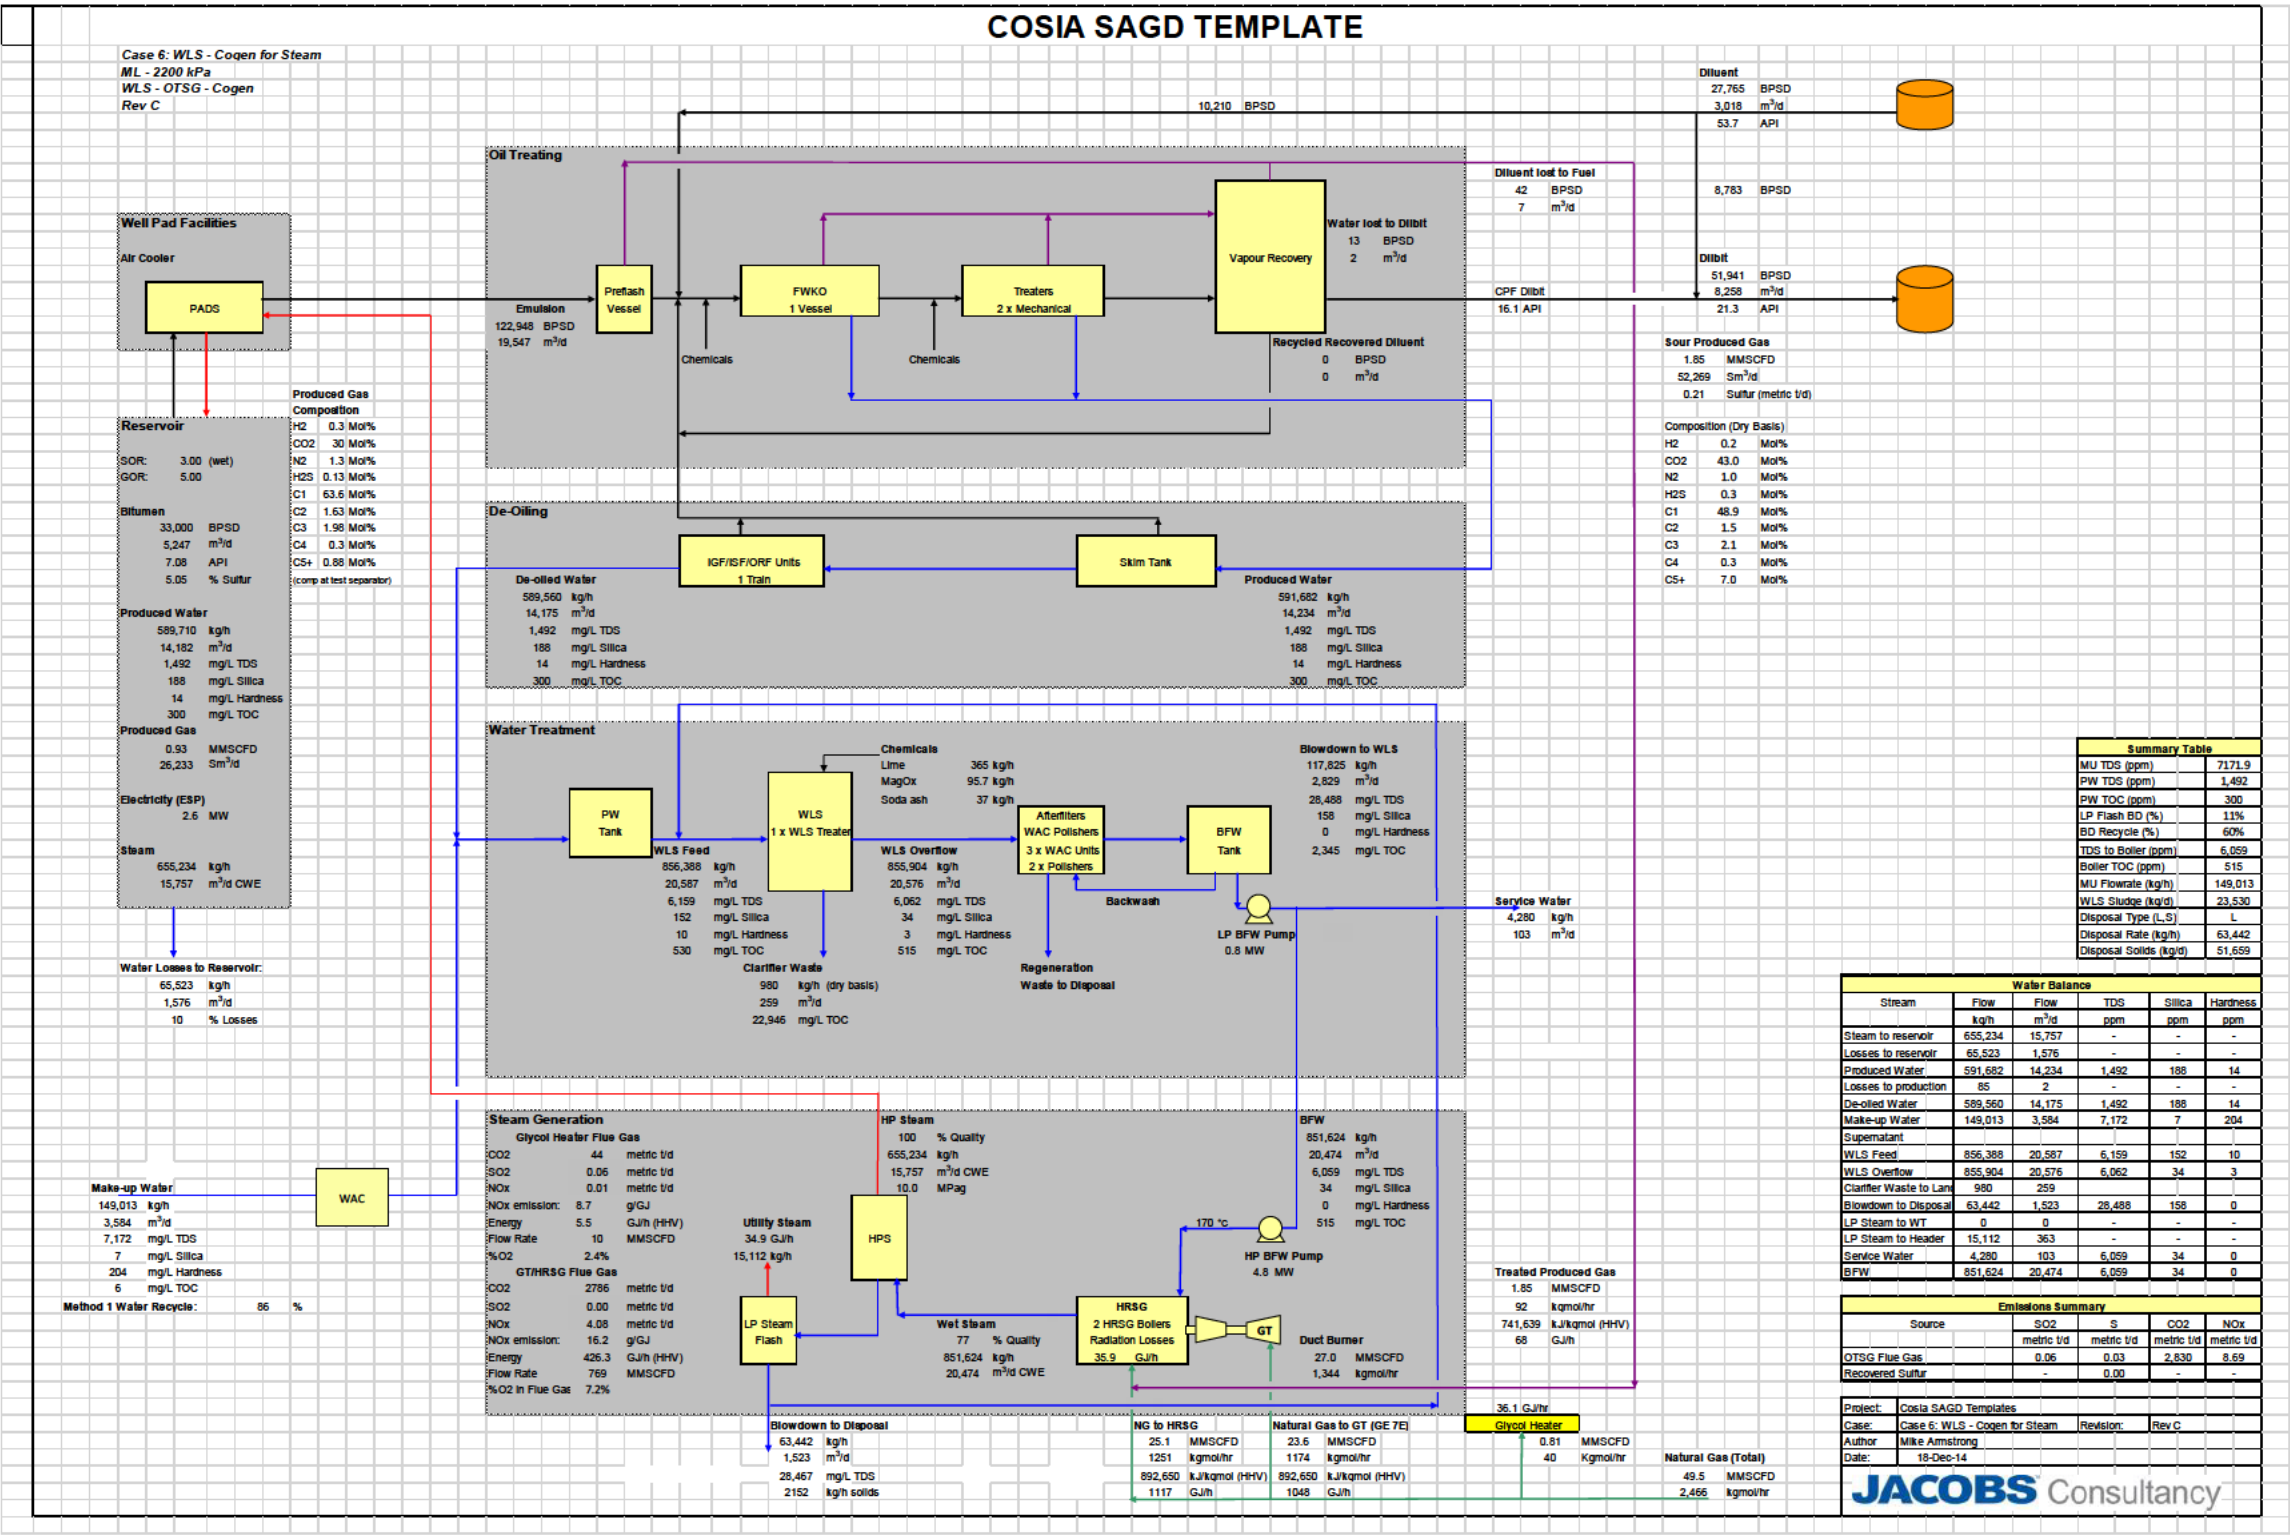 COSIA SAGD TEMPLATE
Case 6: WLS - Cogen for Steam
ML - 2200 kPa
WLS - OTSG - Cogen
Rev C
Diluent
27,765 BPSD
3,018 m³/d
53.7 API
10,210 BPSD
8,783 BPSD
Oil Treating
Diluent lost to Fuel
42 BPSD
7 m³/d
Well Pad Facilities
Air Cooler
PADS
Emulsion
122,948 BPSD
19,547 m³/d
Preflash
Vessel
FWKO
1 Vessel
Treaters
2 x Mechanical
Vapour Recovery
Chemicals
Chemicals
Water lost to Dilbit
13 BPSD
2 m³/d
Recycled Recovered Diluent
0 BPSD
0 m³/d
CPF Dilbit
16.1 API
Dilbit
51,941 BPSD
8,258 m³/d
21.3 API
Sour Produced Gas
1.85 MMSCFD
52,269 Sm³/d
0.21 Sulfur (metric t/d)
Composition (Dry Basis)
H2 0.2 Mol%
CO2 43.0 Mol%
N2 1.0 Mol%
H2S 0.3 Mol%
C1 48.9 Mol%
C2 1.5 Mol%
C3 2.1 Mol%
C4 0.3 Mol%
C5+ 7.0 Mol%
Produced Gas
Composition
H2 0.3 Mol%
CO2 30 Mol%
N2 1.3 Mol%
H2S 0.13 Mol%
C1 63.6 Mol%
C2 1.63 Mol%
C3 1.98 Mol%
C4 0.3 Mol%
C5+ 0.88 Mol%
(comp at test separator)
Reservoir
SOR: 3.00 (wet)
GOR: 5.00
Bitumen
33,000 BPSD
5,247 m³/d
7.08 API
5.05 % Sulfur
Produced Water
589,710 kg/h
14,182 m³/d
1,492 mg/L TDS
188 mg/L Silica
14 mg/L Hardness
300 mg/L TOC
Produced Gas
0.93 MMSCFD
26,233 Sm³/d
Electricity (ESP)
2.6 MW
Steam
655,234 kg/h
15,757 m³/d CWE
Water Losses to Reservoir:
65,523 kg/h
1,576 m³/d
10 % Losses
De-Oiling
IGF/ISF/ORF Units
1 Train
Skim Tank
De-oiled Water
589,560 kg/h
14,175 m³/d
1,492 mg/L TDS
188 mg/L Silica
14 mg/L Hardness
300 mg/L TOC
Produced Water
591,682 kg/h
14,234 m³/d
1,492 mg/L TDS
188 mg/L Silica
14 mg/L Hardness
300 mg/L TOC
Water Treatment
PW
Tank
WLS
1 x WLS Treater
Chemicals
Lime 365 kg/h
MagOx 95.7 kg/h
Soda ash 37 kg/h
Afterfilters
WAC Polishers
3 x WAC Units
2 x Polishers
BFW
Tank
Blowdown to WLS
117,825 kg/h
2,829 m³/d
28,488 mg/L TDS
158 mg/L Silica
0 mg/L Hardness
2,345 mg/L TOC
WLS Feed
856,388 kg/h
20,587 m³/d
6,159 mg/L TDS
152 mg/L Silica
10 mg/L Hardness
530 mg/L TOC
WLS Overflow
855,904 kg/h
20,576 m³/d
6,062 mg/L TDS
34 mg/L Silica
3 mg/L Hardness
515 mg/L TOC
Backwash
LP BFW Pump
0.8 MW
Service Water
4,280 kg/h
103 m³/d
Clarifier Waste
980 kg/h (dry basis)
259 m³/d
22,946 mg/L TOC
Regeneration
Waste to Disposal
Steam Generation
Glycol Heater Flue Gas
CO2 44 metric t/d
SO2 0.06 metric t/d
NOx 0.01 metric t/d
NOx emission: 8.7 g/GJ
Energy 5.5 GJ/h (HHV)
Flow Rate 10 MMSCFD
%O2 2.4%
GT/HRSG Flue Gas
CO2 2786 metric t/d
SO2 0.00 metric t/d
NOx 4.08 metric t/d
NOx emission: 16.2 g/GJ
Energy 426.3 GJ/h (HHV)
Flow Rate 769 MMSCFD
%O2 in Flue Gas 7.2%
HP Steam
100 % Quality
655,234 kg/h
15,757 m³/d CWE
10.0 MPag
Utility Steam
34.9 GJ/h
15,112 kg/h
HPS
LP Steam
Flash
BFW
851,624 kg/h
20,474 m³/d
6,059 mg/L TDS
34 mg/L Silica
0 mg/L Hardness
515 mg/L TOC
170 °c
HP BFW Pump
4.8 MW
Wet Steam
77 % Quality
851,624 kg/h
20,474 m³/d CWE
HRSG
2 HRSG Boilers
Radiation Losses
35.9 GJ/h
GT
Duct Burner
27.0 MMSCFD
1,344 kgmol/hr
Treated Produced Gas
1.85 MMSCFD
92 kgmol/hr
741,639 kJ/kgmol (HHV)
68 GJ/h
Make-up Water
149,013 kg/h
3,584 m³/d
7,172 mg/L TDS
7 mg/L Silica
204 mg/L Hardness
6 mg/L TOC
Method 1 Water Recycle: 86 %
WAC
Blowdown to Disposal
63,442 kg/h
1,523 m³/d
28,467 mg/L TDS
2152 kg/h solids
NG to HRSG
25.1 MMSCFD
1251 kgmol/hr
892,650 kJ/kgmol (HHV)
1117 GJ/h
Natural Gas to GT (GE 7E)
23.6 MMSCFD
1174 kgmol/hr
892,650 kJ/kgmol (HHV)
1048 GJ/h
36.1 GJ/hr
Glycol Heater
0.81 MMSCFD
40 Kgmol/hr
Natural Gas (Total)
49.5 MMSCFD
2,466 kgmol/hr
Summary Table
MU TDS (ppm) 7171.9
PW TDS (ppm) 1,492
PW TOC (ppm) 300
LP Flash BD (%) 11%
BD Recycle (%) 60%
TDS to Boiler (ppm) 6,059
Boiler TOC (ppm) 515
MU Flowrate (kg/h) 149,013
WLS Sludge (kg/d) 23,530
Disposal Type (L,S) L
Disposal Rate (kg/h) 63,442
Disposal Solids (kg/d) 51,659
Water Balance
Stream Flow Flow TDS Silica Hardness
kg/h m³/d ppm ppm ppm
Steam to reservoir 655,234 15,757 - - -
Losses to reservoir 65,523 1,576 - - -
Produced Water 591,682 14,234 1,492 188 14
Losses to production 85 2 - - -
De-oiled Water 589,560 14,175 1,492 188 14
Make-up Water 149,013 3,584 7,172 7 204
Supernatant
WLS Feed 856,388 20,587 6,159 152 10
WLS Overflow 855,904 20,576 6,062 34 3
Clarifier Waste to Lan 980 259
Blowdown to Disposal 63,442 1,523 28,488 158 0
LP Steam to WT 0 0 - - -
LP Steam to Header 15,112 363 - - -
Service Water 4,280 103 6,059 34 0
BFW 851,624 20,474 6,059 34 0
Emissions Summary
Source SO2 S CO2 NOx
metric t/d metric t/d metric t/d metric t/d
OTSG Flue Gas 0.06 0.03 2,830 8.69
Recovered Sulfur - 0.00 - -
Project: Cosia SAGD Templates
Case: Case 6: WLS - Cogen for Steam Revision: Rev C
Author Mike Armstrong
Date: 18-Dec-14
JACOBS Consultancy